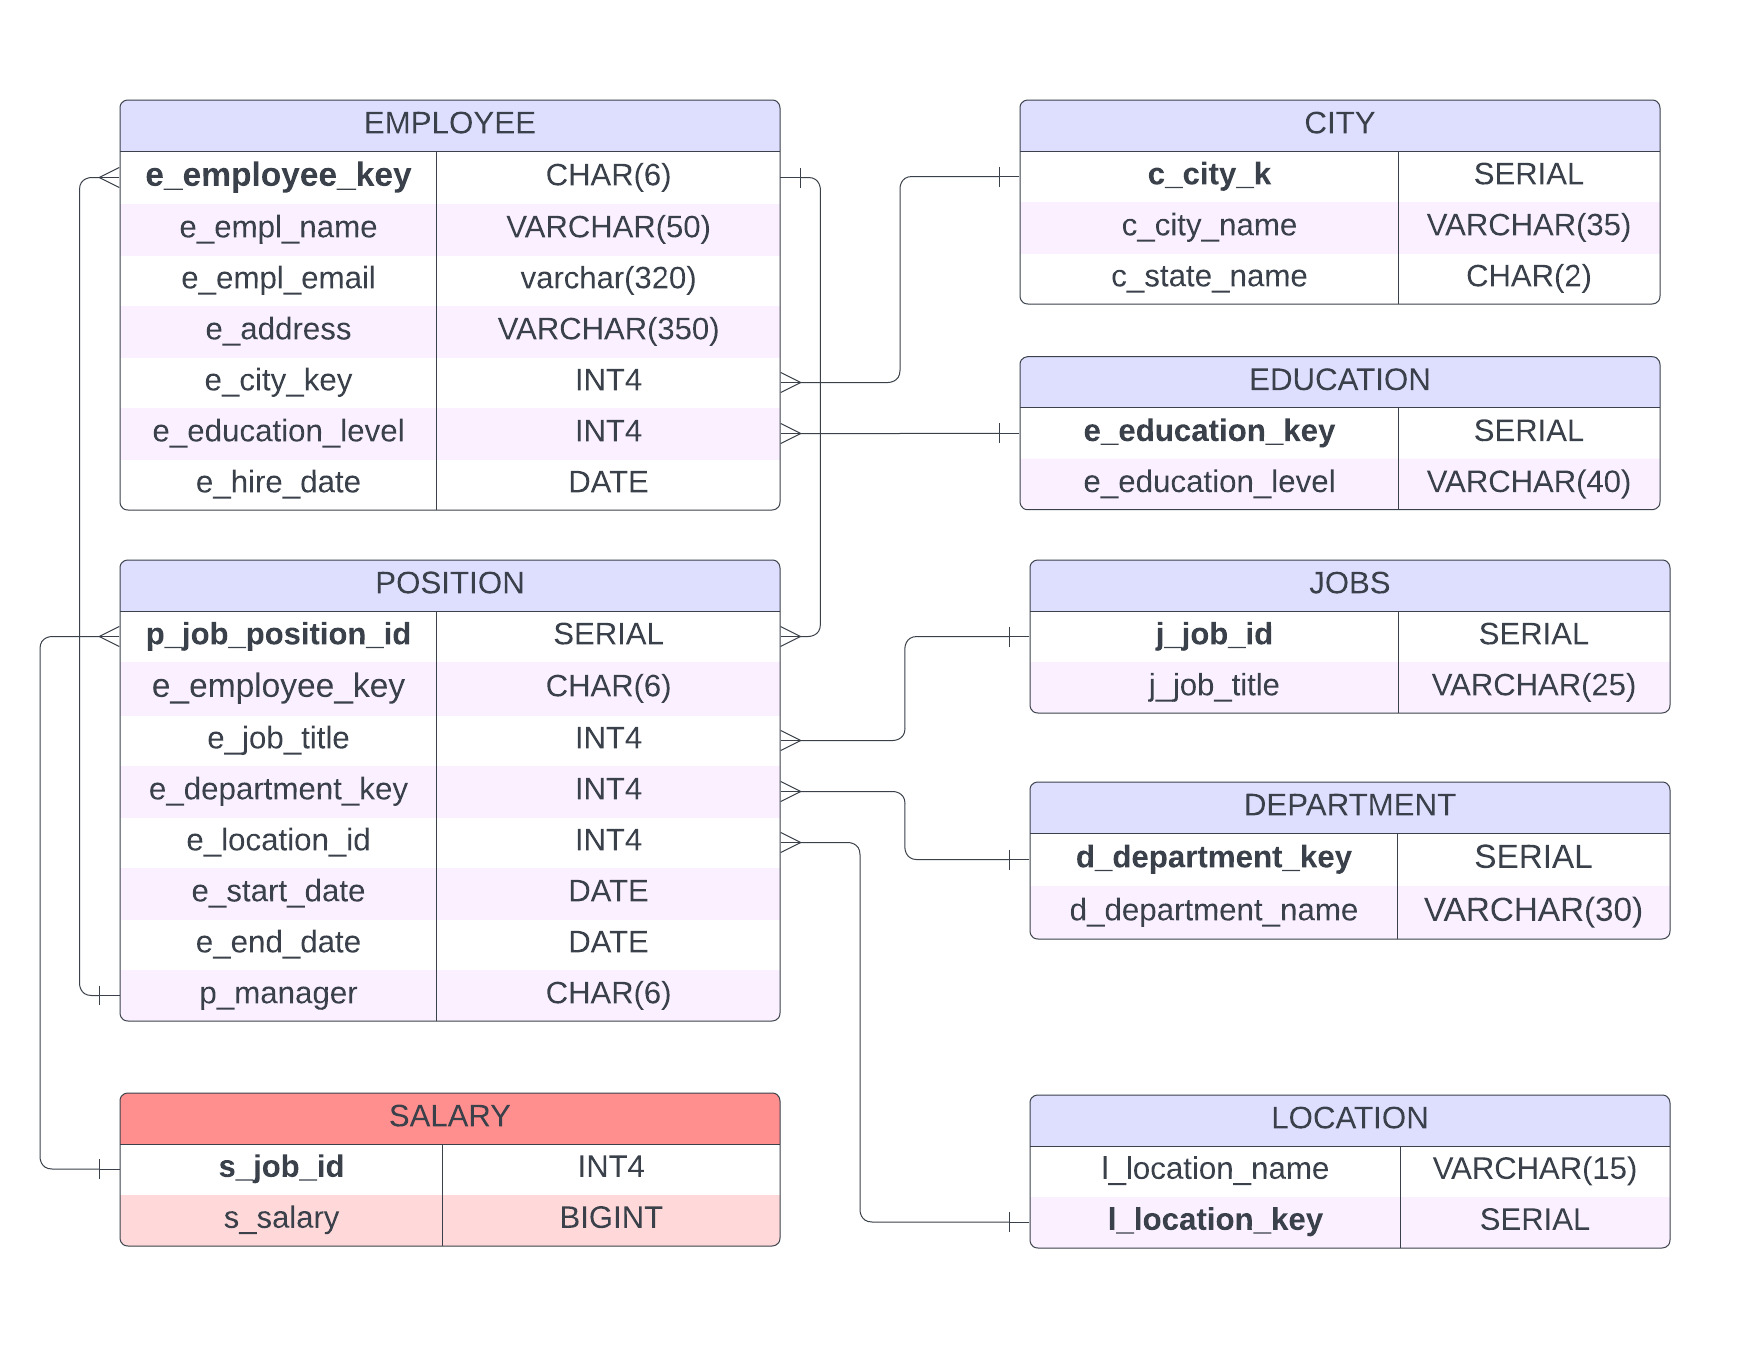 EMPLOYEE
e_employee_key CHAR(6)
e_empl_name VARCHAR(50)
e_empl_email varchar(320)
e_address VARCHAR(350)
e_city_key INT4
e_education_level INT4
e_hire_date DATE
CITY
c_city_k SERIAL
c_city_name VARCHAR(35)
c_state_name CHAR(2)
EDUCATION
e_education_key SERIAL
e_education_level VARCHAR(40)
POSITION
p_job_position_id SERIAL
e_employee_key CHAR(6)
e_job_title INT4
e_department_key INT4
e_location_id INT4
e_start_date DATE
e_end_date DATE
p_manager CHAR(6)
JOBS
j_job_id SERIAL
j_job_title VARCHAR(25)
DEPARTMENT
d_department_key SERIAL
d_department_name VARCHAR(30)
SALARY
s_job_id INT4
s_salary BIGINT
LOCATION
l_location_name VARCHAR(15)
l_location_key SERIAL